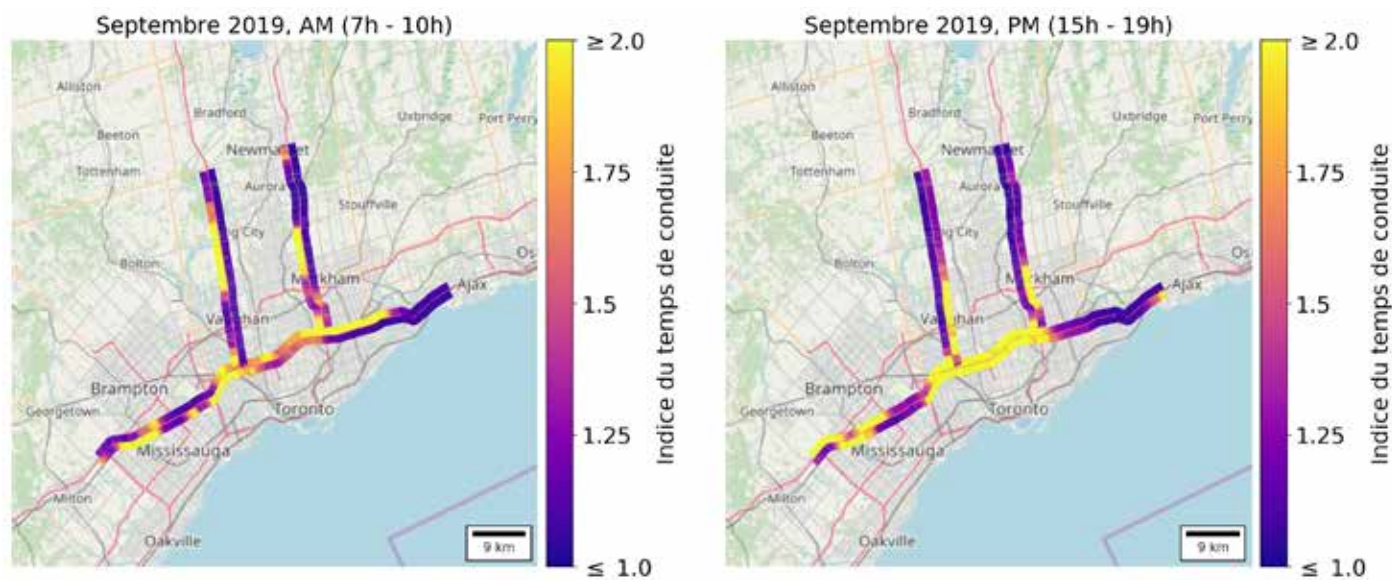 Septembre 2019, AM (7h - 10h)
Alliston
Bradford
Uxbridge
Port Perry
Beeton
Newmarket
Tottenham
Aurora
Stouffville
g City
Bolton
Os
Markham
Ajax
Vaughan
Brampton
Georgetown
Toronto
Mississauga
Milton
Oakville
9 km
≥ 2.0
1.75
1.5
1.25
≤ 1.0
Indice du temps de conduite
Septembre 2019, PM (15h - 19h)
Alliston
Bradford
Uxbridge
Port Perry
Beeton
Newmarket
Tottenham
Aurora
Stouffville
g City
Bolton
Os
Markham
Ajax
Vaughan
Brampton
Georgetown
Toronto
Mississauga
Milton
Oakville
9 km
≥ 2.0
1.75
1.5
1.25
≤ 1.0
Indice du temps de conduite